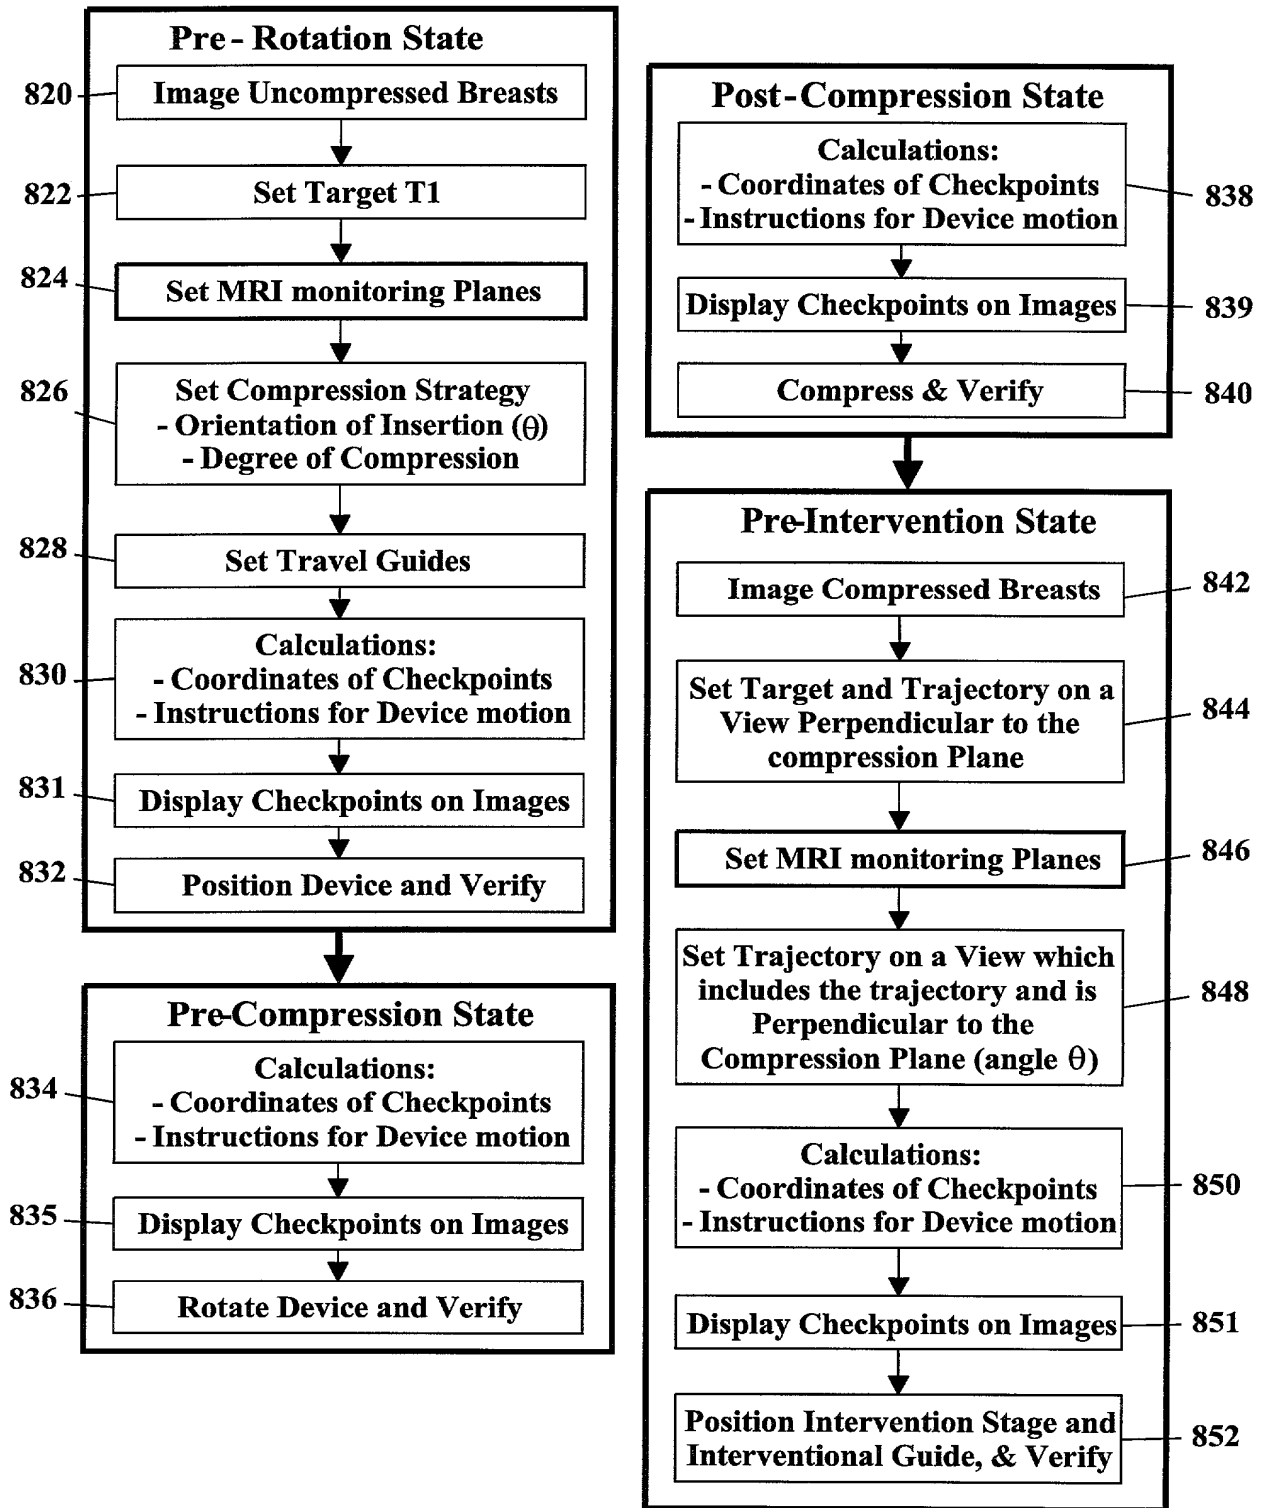 Pre - Rotation State
820
Image Uncompressed Breasts
822
Set Target T1
824
Set MRI monitoring Planes
826
Set Compression Strategy
- Orientation of Insertion (θ)
- Degree of Compression
828
Set Travel Guides
830
Calculations:
- Coordinates of Checkpoints
- Instructions for Device motion
831
Display Checkpoints on Images
832
Position Device and Verify
Pre-Compression State
834
Calculations:
- Coordinates of Checkpoints
- Instructions for Device motion
835
Display Checkpoints on Images
836
Rotate Device and Verify
Post-Compression State
Calculations:
- Coordinates of Checkpoints
- Instructions for Device motion
838
Display Checkpoints on Images
839
Compress & Verify
840
Pre-Intervention State
Image Compressed Breasts
842
Set Target and Trajectory on a
View Perpendicular to the
compression Plane
844
Set MRI monitoring Planes
846
Set Trajectory on a View which
includes the trajectory and is
Perpendicular to the
Compression Plane (angle θ)
848
Calculations:
- Coordinates of Checkpoints
- Instructions for Device motion
850
Display Checkpoints on Images
851
Position Intervention Stage and
Interventional Guide, & Verify
852